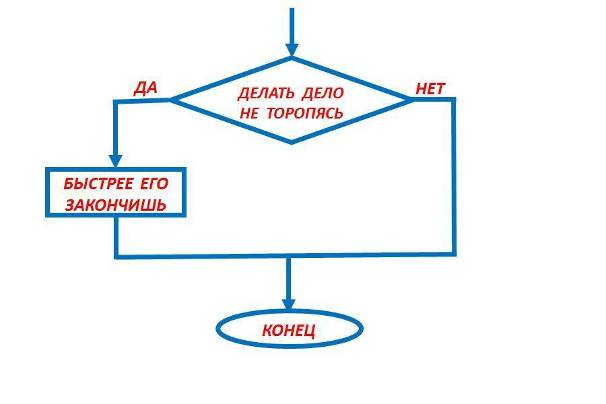 ДА
НЕТ
ДЕЛАТЬ ДЕЛО
НЕ ТОРОПЯСЬ
БЫСТРЕЕ ЕГО
ЗАКОНЧИШЬ
КОНЕЦ